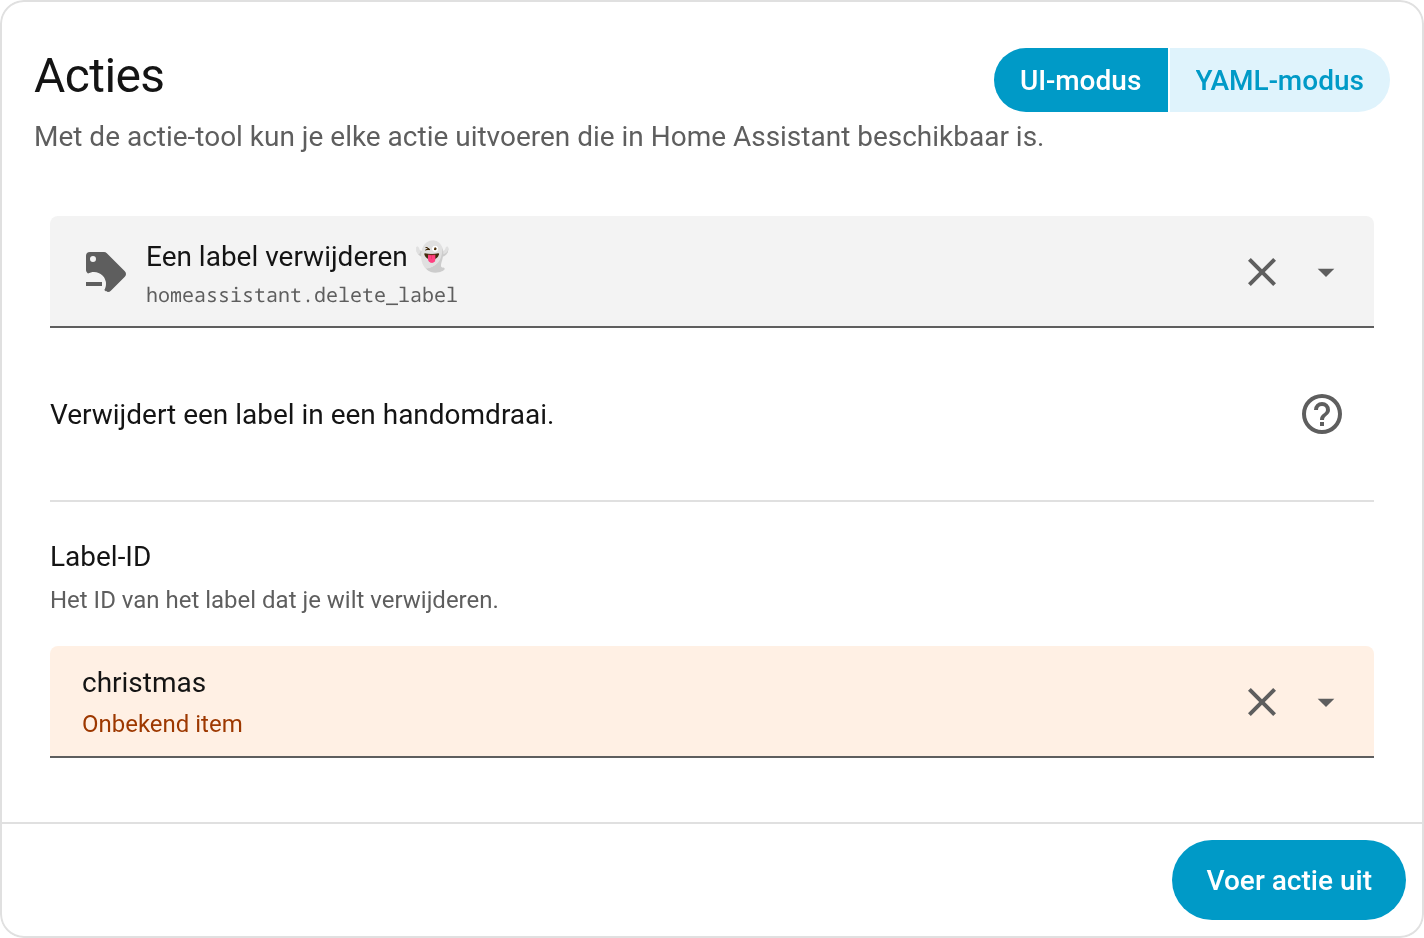 Acties
UI-modus
YAML-modus
Met de actie-tool kun je elke actie uitvoeren die in Home Assistant beschikbaar is.
Een label verwijderen 👻
homeassistant.delete_label
Verwijdert een label in een handomdraai.
Label-ID
Het ID van het label dat je wilt verwijderen.
christmas
Onbekend item
Voer actie uit